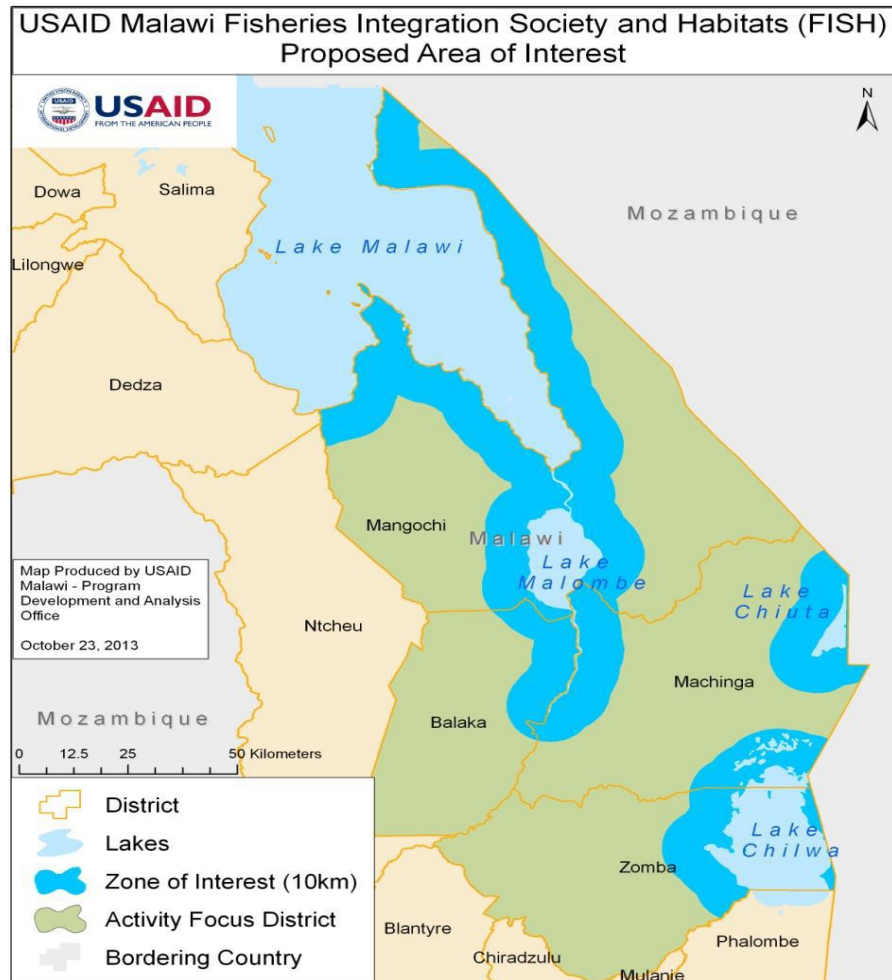 USAID Malawi Fisheries Integration Society and Habitats (FISH)
Proposed Area of Interest
USAID
FROM THE AMERICAN PEOPLE
N
Dowa
Salima
Mozambique
Lake Malawi
Lilongwe
Dedza
Mangochi
Malawi
Lake
Malombe
Lake
Chiuta
Map Produced by USAID
Malawi - Program
Development and Analysis
Office
October 23, 2013
Ntcheu
Machinga
Balaka
Mozambique
0 12.5 25 50 Kilometers
District
Lakes
Zone of Interest (10km)
Activity Focus District
Bordering Country
Lake
Chilwa
Zomba
Blantyre
Chiradzulu
Phalombe
Mulanje